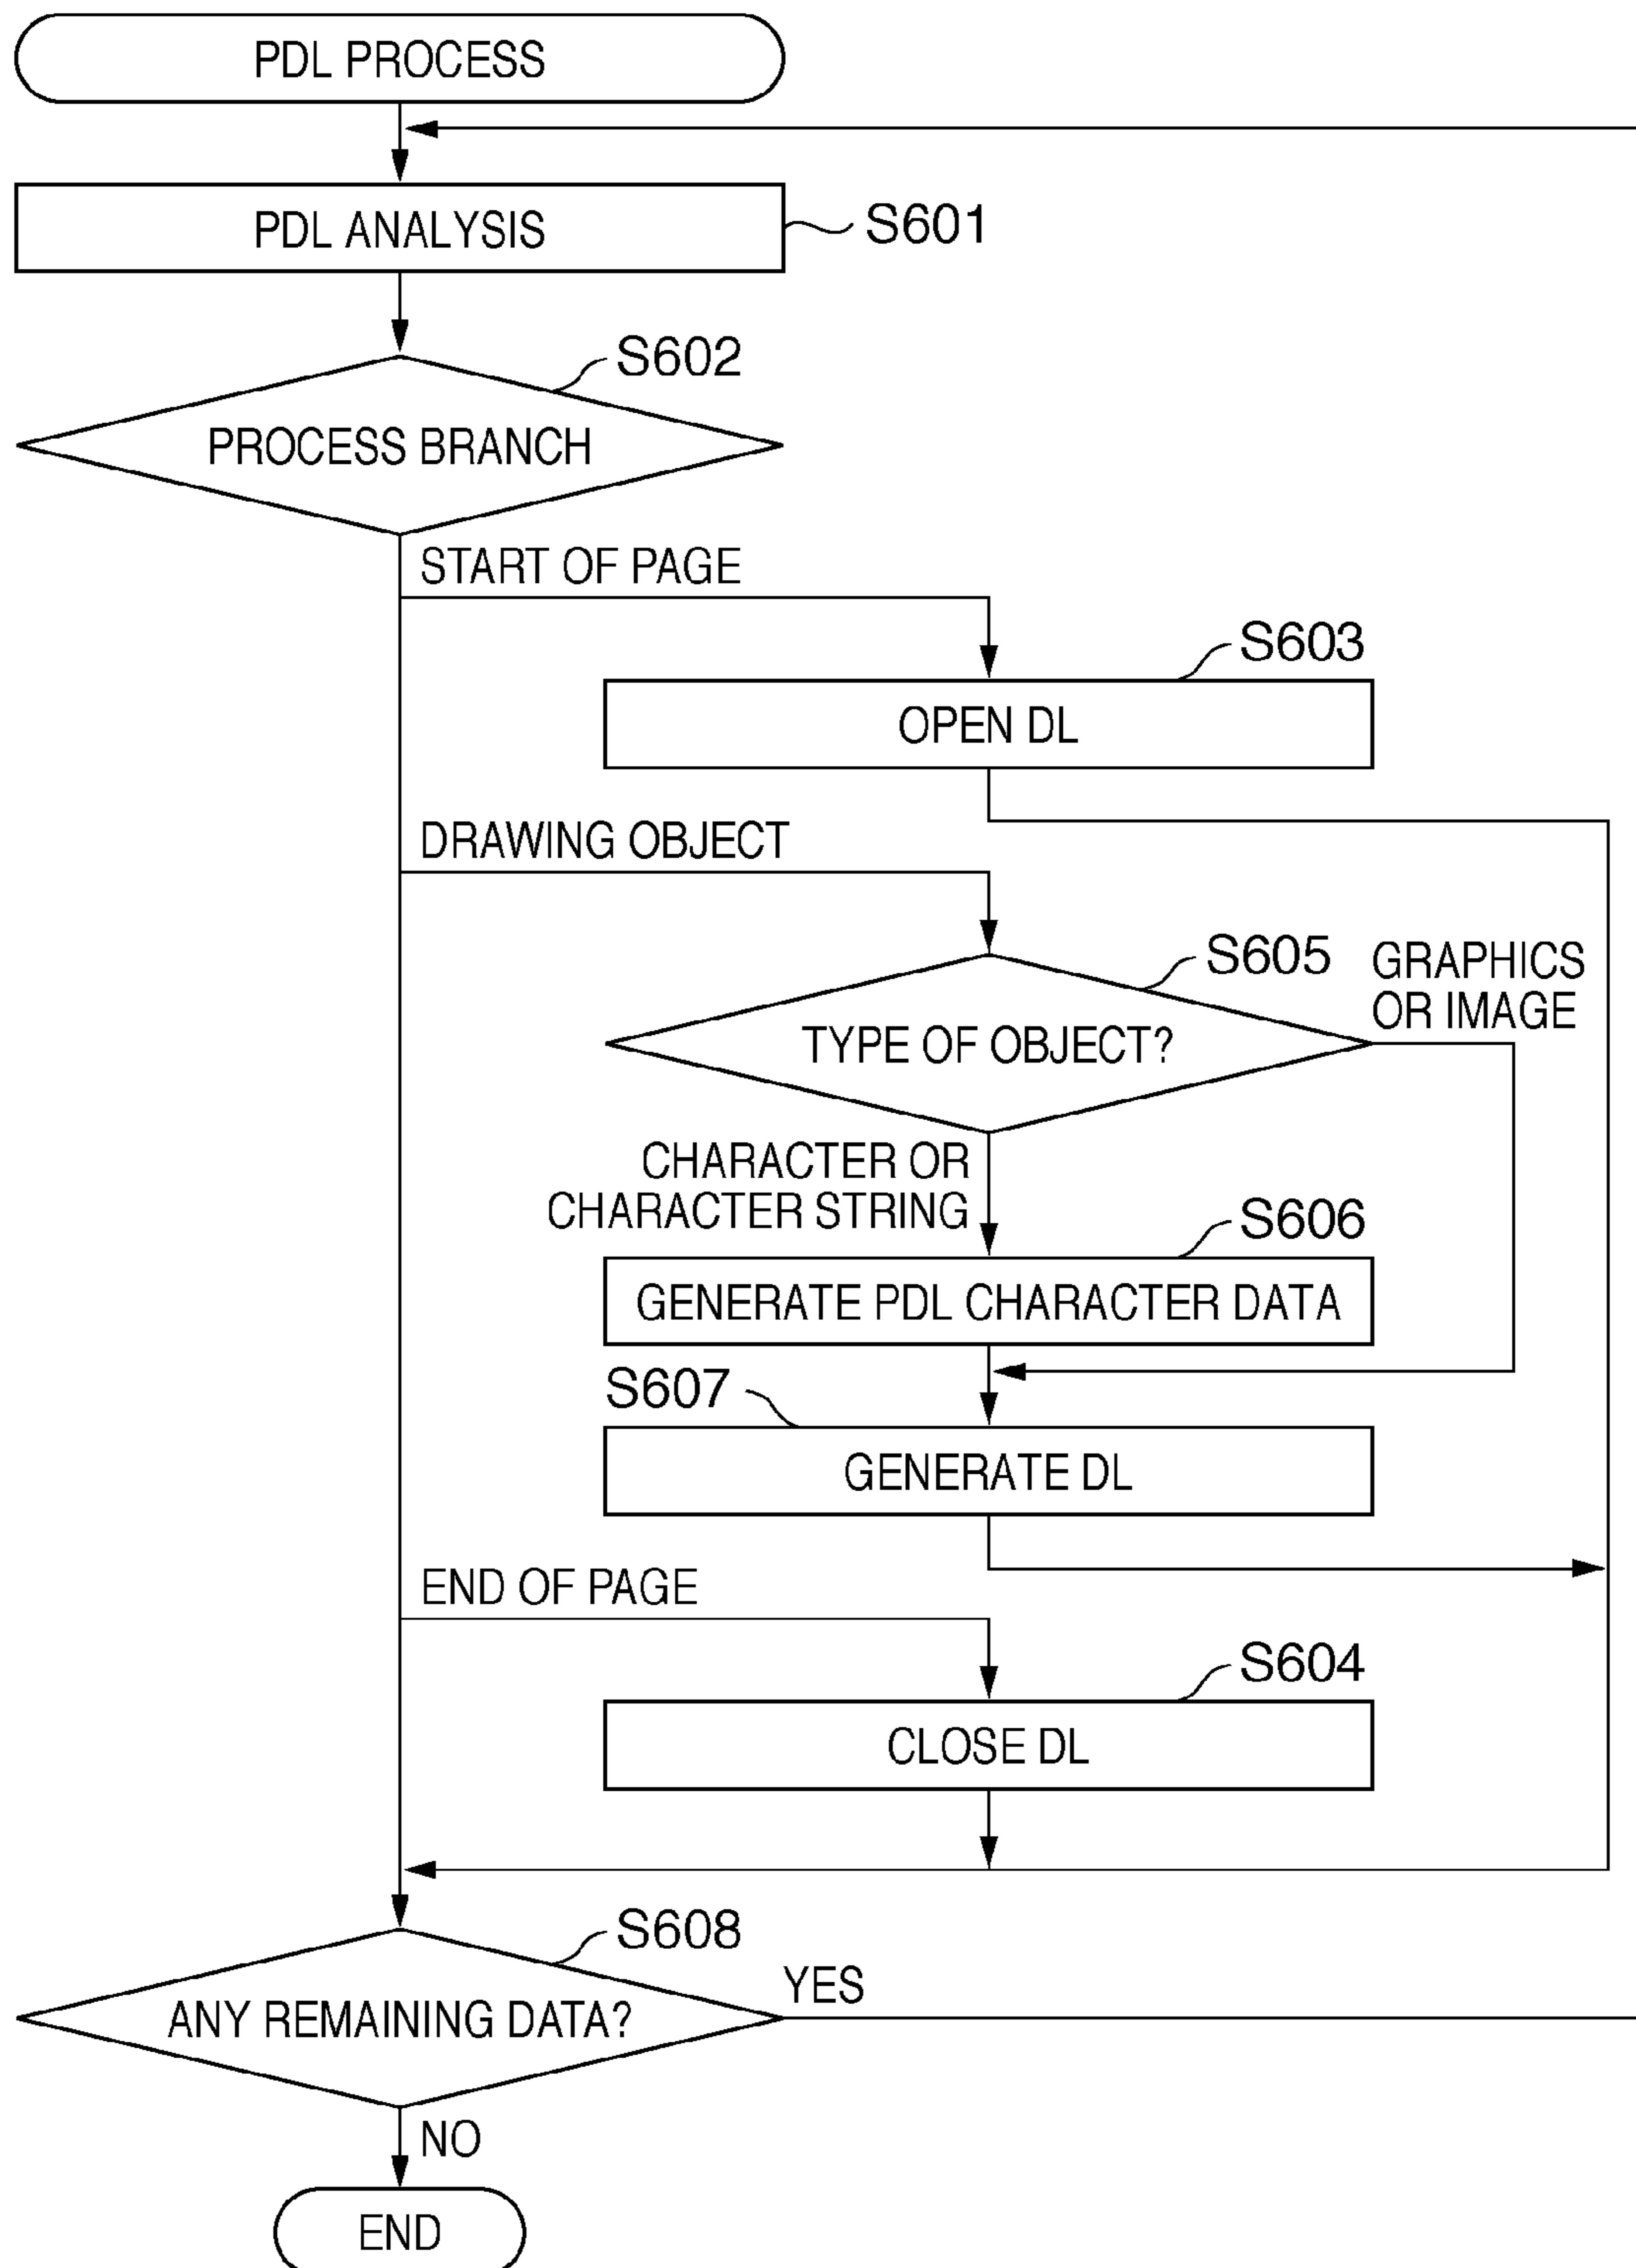 PDL PROCESS
PDL ANALYSIS
S601
S602
PROCESS BRANCH
START OF PAGE
S603
OPEN DL
DRAWING OBJECT
S605
GRAPHICS
OR IMAGE
TYPE OF OBJECT?
CHARACTER OR
CHARACTER STRING
S606
GENERATE PDL CHARACTER DATA
S607
GENERATE DL
END OF PAGE
S604
CLOSE DL
S608
YES
ANY REMAINING DATA?
NO
END